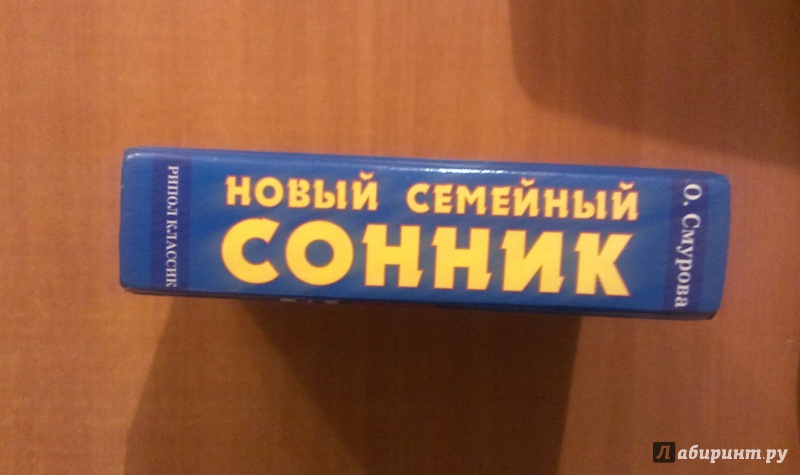 НОВЫЙ СЕМЕЙНЫЙ
СОННИК
О. Смурова
РИПОЛ КЛАССИК
Лабиринт.ру